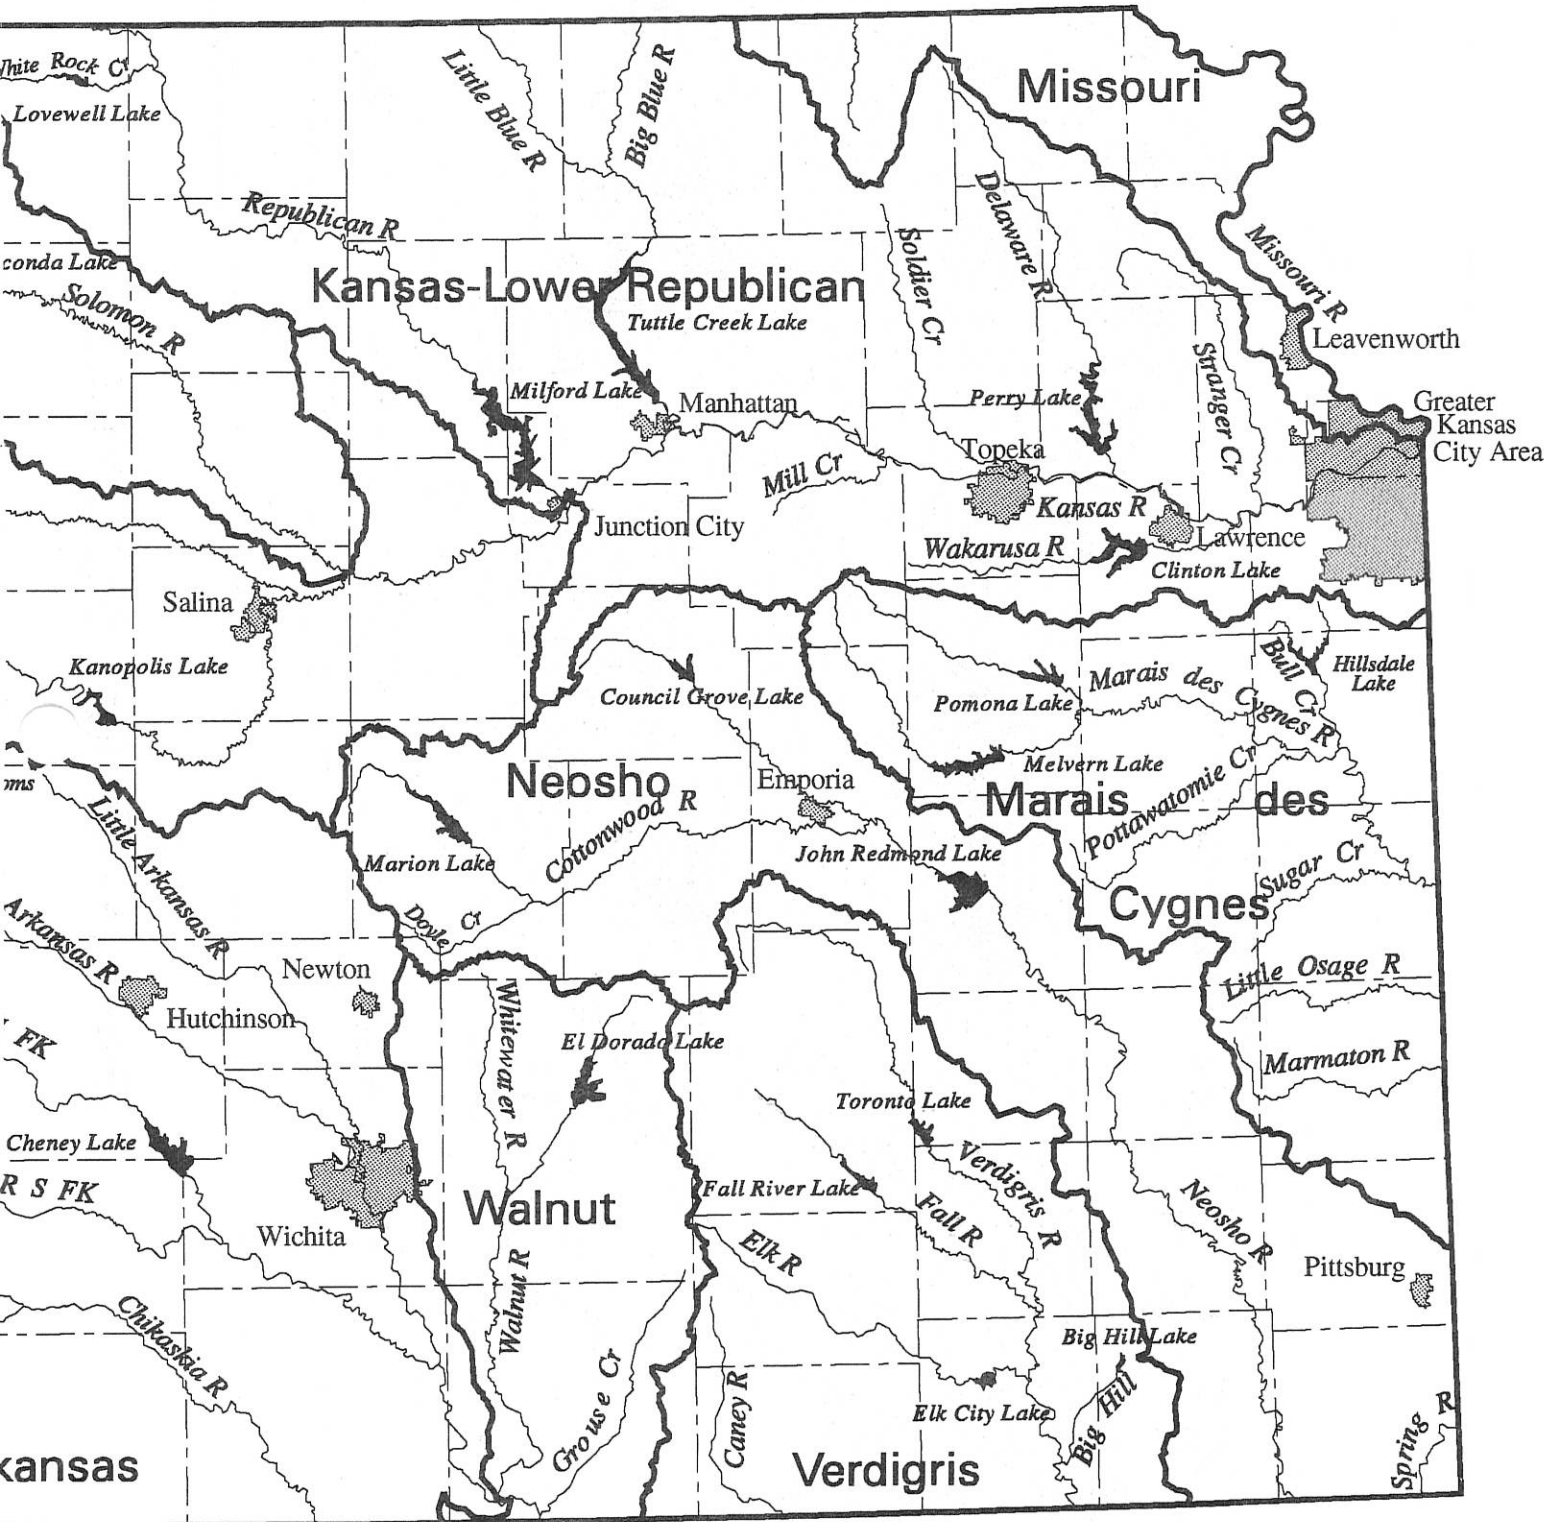 Missouri
White Rock Cr
Lovewell Lake
Little Blue R
Big Blue R
Republican R
Delaware R
Soldier Cr
Missouri R
conda Lake
Solomon R
Kansas-Lower Republican
Tuttle Creek Lake
Leavenworth
Stranger Cr
Milford Lake
Manhattan
Perry Lake
Greater
Kansas
City Area
Topeka
Mill Cr
Kansas R
Junction City
Lawrence
Wakarusa R
Clinton Lake
Salina
Kanopolis Lake
Council Grove Lake
Pomona Lake
Marais des Cygnes R
Bull Cr
Hillsdale
Lake
Melvern Lake
Neosho
Emporia
Marais des
Cygnes
Pottawatomie Cr
oms
Little Arkansas R
Cottonwood R
Marion Lake
John Redmond Lake
Sugar Cr
Doyle Cr
Arkansas R
Newton
Hutchinson
Little Osage R
FK
Whitewater R
El Dorado Lake
Marmaton R
Toronto Lake
Cheney Lake
R S FK
Verdigris R
Fall River Lake
Walnut
Fall R
Neosho R
Wichita
Elk R
Walnut R
Pittsburg
Chikaskia R
Big Hill Lake
Grouse Cr
Caney R
Elk City Lake
Big Hill
Spring R
kansas
Verdigris